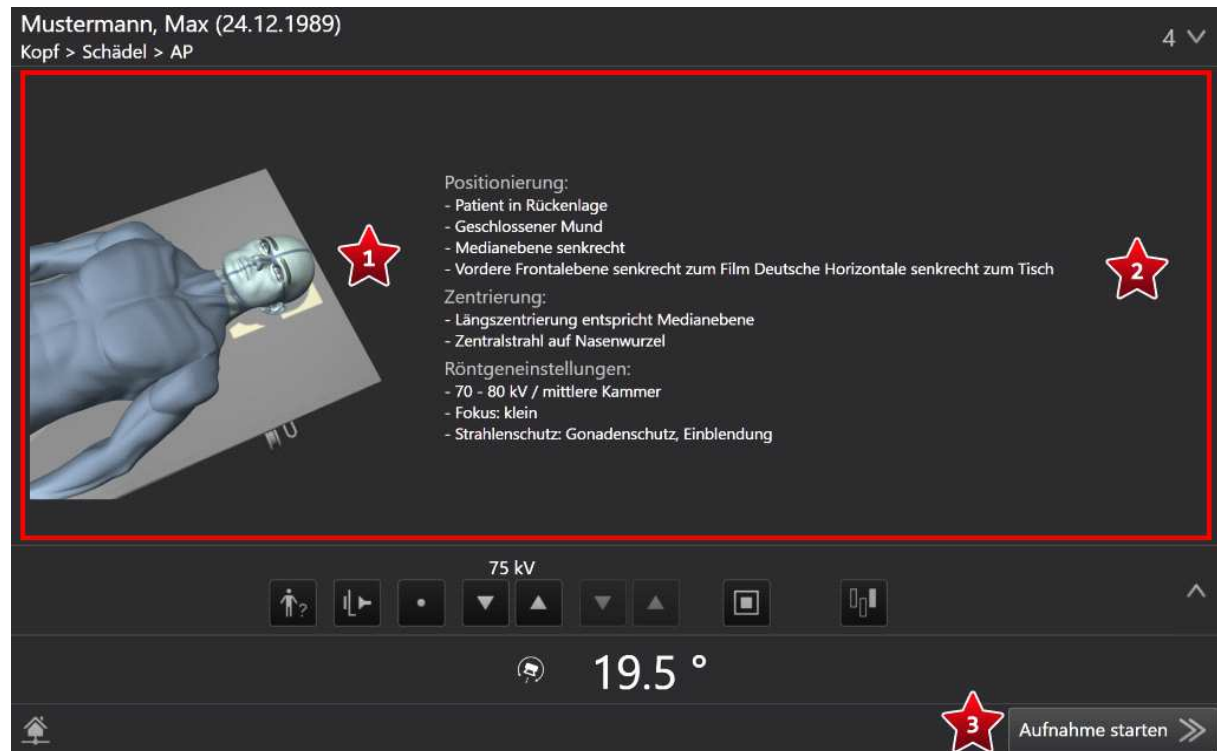 Mustermann, Max (24.12.1989)
Kopf > Schädel > AP
4
Positionierung:
- Patient in Rückenlage
- Geschlossener Mund
- Medianebene senkrecht
- Vordere Frontalebene senkrecht zum Film Deutsche Horizontale senkrecht zum Tisch
Zentrierung:
- Längszentrierung entspricht Medianebene
- Zentralstrahl auf Nasenwurzel
Röntgeneinstellungen:
- 70 - 80 kV / mittlere Kammer
- Fokus: klein
- Strahlenschutz: Gonadenschutz, Einblendung
1
2
75 kV
?
19.5 °
3
Aufnahme starten